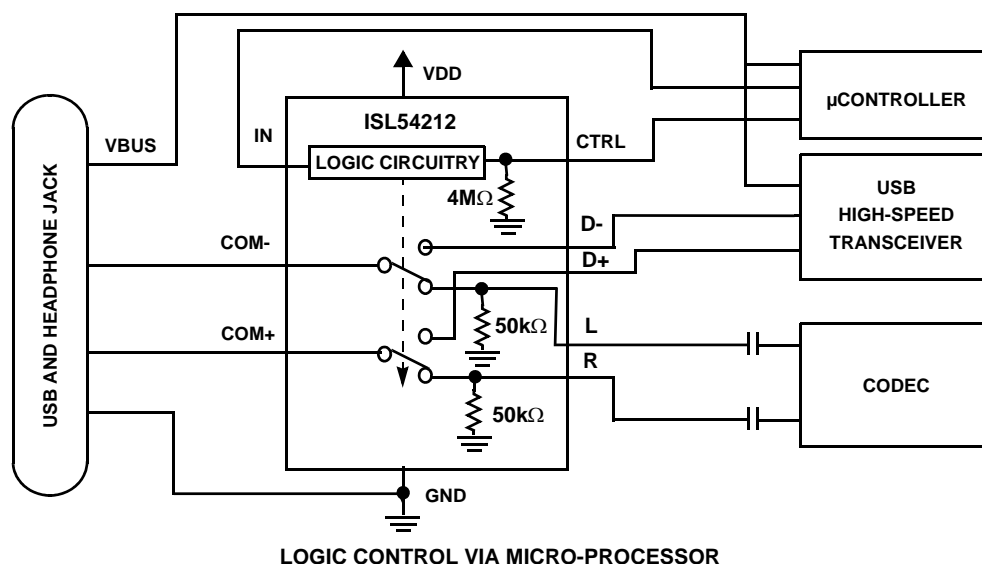 VDD
ISL54212
µCONTROLLER
IN
CTRL
VBUS
LOGIC CIRCUITRY
4MΩ
USB
HIGH-SPEED
TRANSCEIVER
D-
D+
COM-
USB AND HEADPHONE JACK
50kΩ
L
COM+
R
CODEC
50kΩ
GND
LOGIC CONTROL VIA MICRO-PROCESSOR